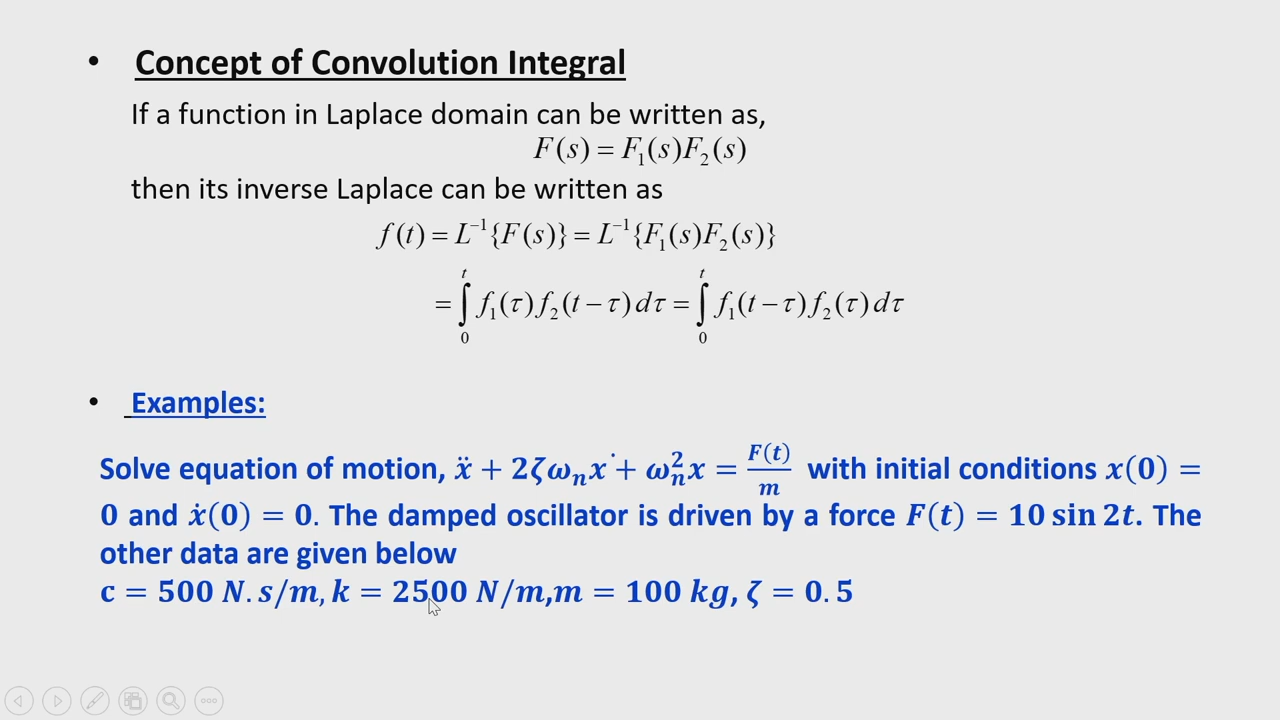 • Concept of Convolution Integral
If a function in Laplace domain can be written as,
F(s) = F₁(s)F₂(s)
then its inverse Laplace can be written as
f(t) = L⁻¹{F(s)} = L⁻¹{F₁(s)F₂(s)}
= ∫₀ᵗ f₁(τ) f₂(t − τ) dτ = ∫₀ᵗ f₁(t − τ) f₂(τ) dτ
• Examples:
Solve equation of motion, ẍ + 2ζωₙx˙ + ωₙ²x = F(t)/m with initial conditions x(0) =
0 and ẋ(0) = 0. The damped oscillator is driven by a force F(t) = 10 sin 2t. The
other data are given below
c = 500 N.s/m, k = 2500 N/m,m = 100 kg, ζ = 0.5